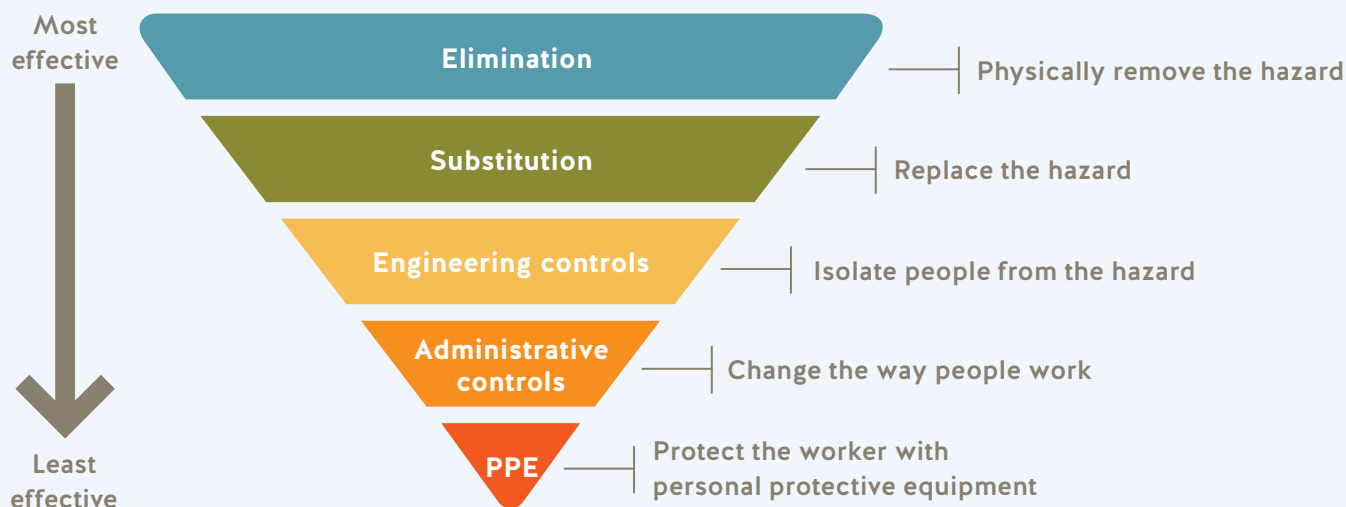 Most
effective
Elimination
Physically remove the hazard
Substitution
Replace the hazard
Engineering controls
Isolate people from the hazard
Administrative
controls
Change the way people work
PPE
Protect the worker with
personal protective equipment
Least
effective